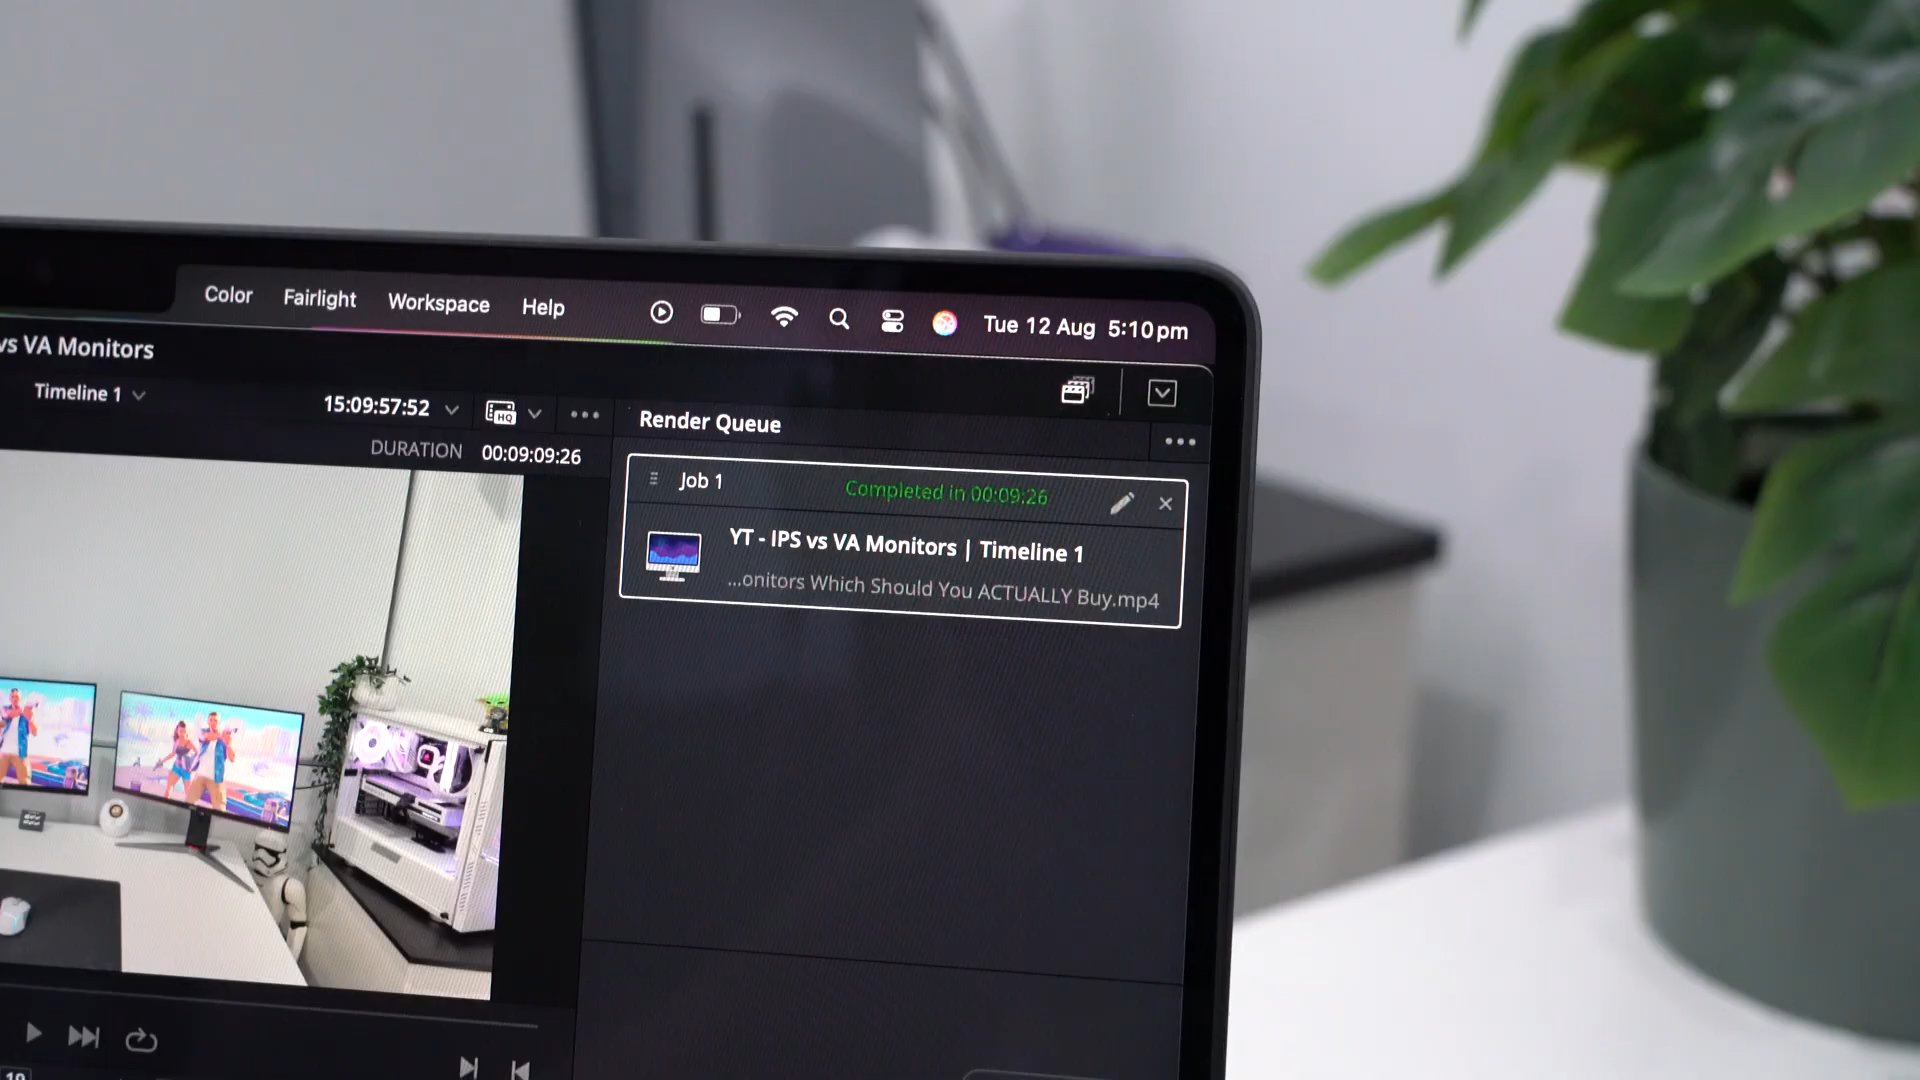 Color Fairlight Workspace Help Tue 12 Aug 5:10 pm
vs VA Monitors
Timeline 1 15:09:57:52 HQ
Render Queue
DURATION 00:09:09:26
Job 1 Completed in 00:09:26
YT - IPS vs VA Monitors | Timeline 1
...onitors Which Should You ACTUALLY Buy.mp4